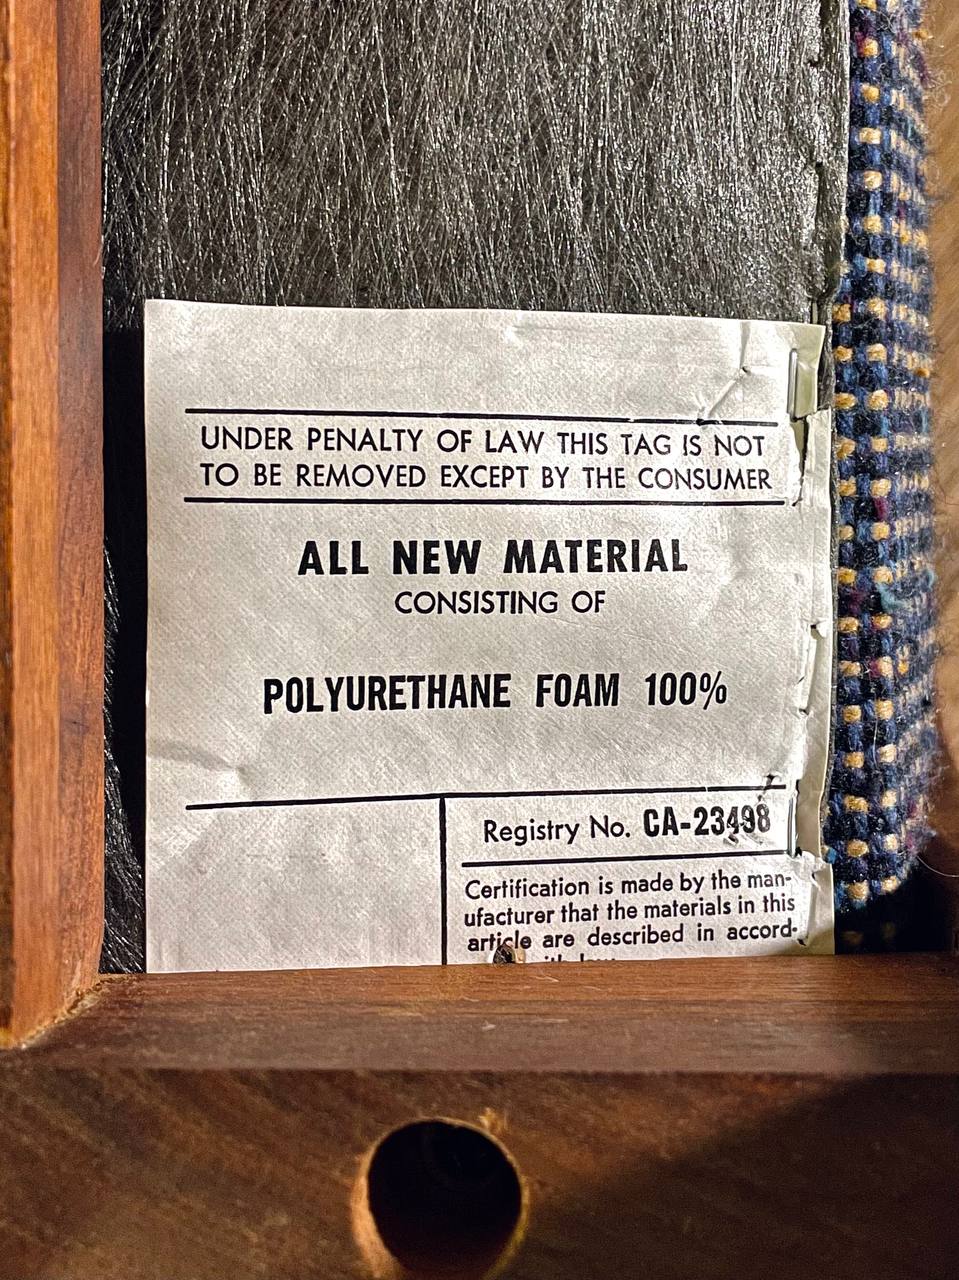 UNDER PENALTY OF LAW THIS TAG IS NOT
TO BE REMOVED EXCEPT BY THE CONSUMER
ALL NEW MATERIAL
CONSISTING OF
POLYURETHANE FOAM 100%
Registry No. CA-23498
Certification is made by the man-
ufacturer that the materials in this
article are described in accord-